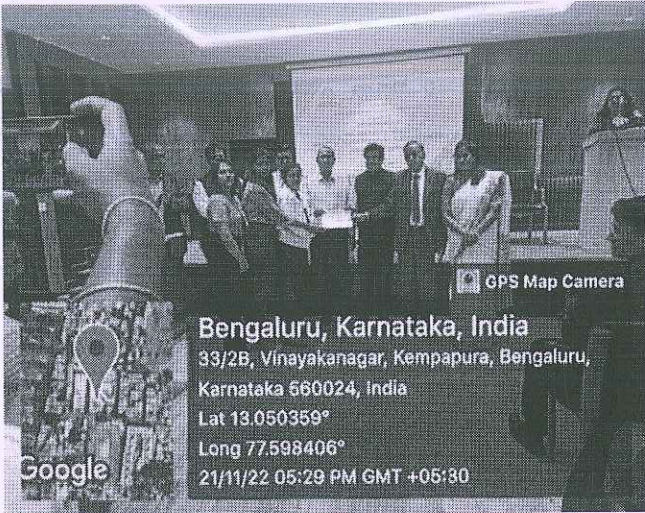 GPS Map Camera
Bengaluru, Karnataka, India
33/2B, Vinayakanagar, Kempapura, Bengaluru,
Karnataka 560024, India
Lat 13.050359°
Long 77.598406°
21/11/22 05:29 PM GMT +05:30
Google